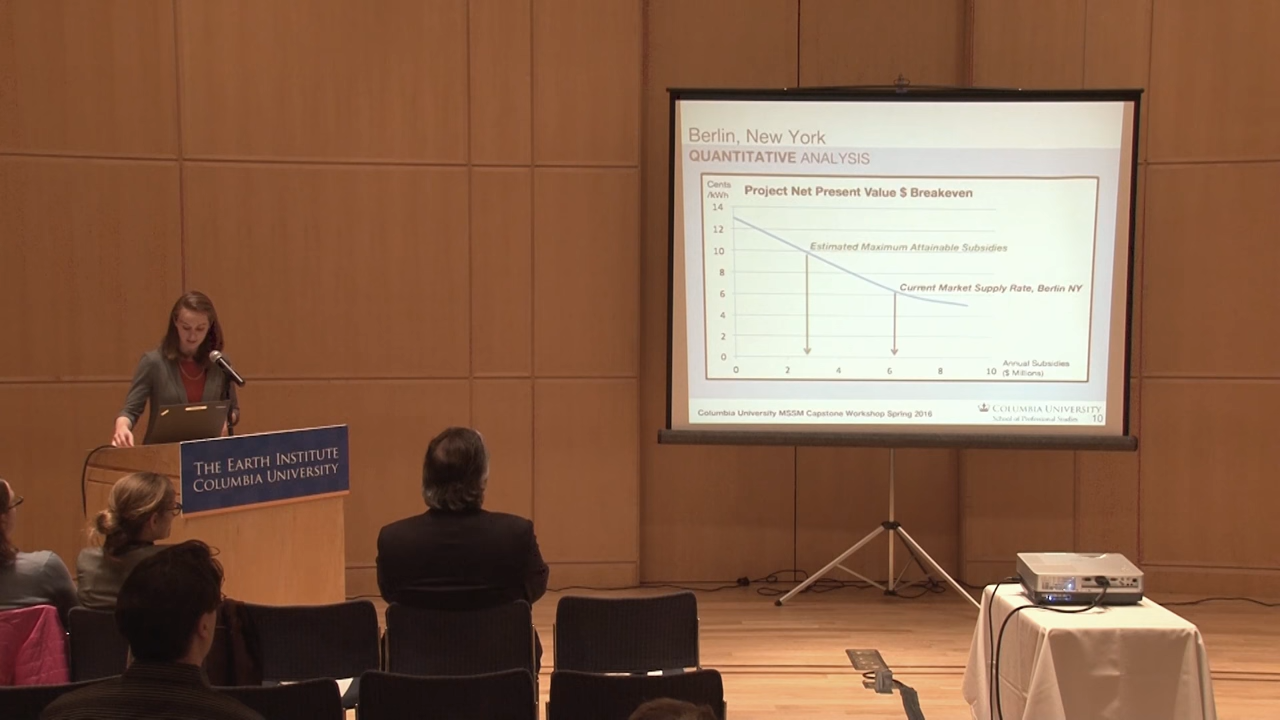 Berlin, New York
QUANTITATIVE ANALYSIS
Cents
/kWh
Project Net Present Value $ Breakeven
14
12
10
8
6
4
2
0
Estimated Maximum Attainable Subsidies
Current Market Supply Rate, Berlin NY
0 2 4 6 8 10
Annual Subsidies
($ Millions)
Columbia University MSSM Capstone Workshop Spring 2016
COLUMBIA UNIVERSITY
School of Professional Studies
10
THE EARTH INSTITUTE
COLUMBIA UNIVERSITY